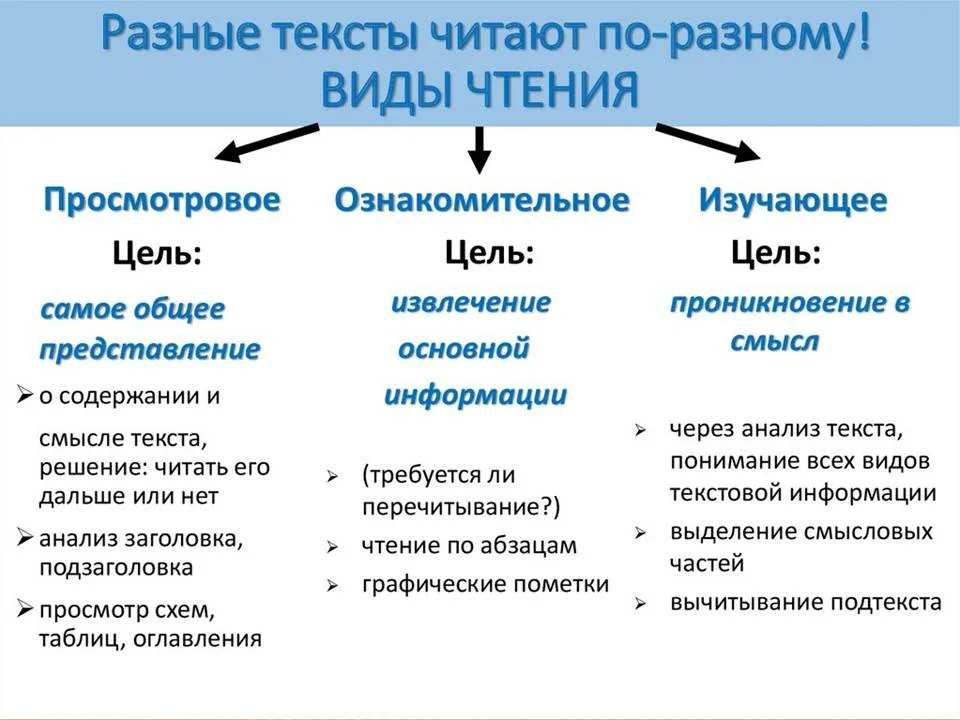 Разные тексты читают по-разному!
ВИДЫ ЧТЕНИЯ
Просмотровое
Цель:
самое общее
представление
о содержании и
смысле текста,
решение: читать его
дальше или нет
анализ заголовка,
подзаголовка
просмотр схем,
таблиц, оглавления
Ознакомительное
Цель:
извлечение
основной
информации
(требуется ли
перечитывание?)
чтение по абзацам
графические пометки
Изучающее
Цель:
проникновение в
смысл
через анализ текста,
понимание всех видов
текстовой информации
выделение смысловых
частей
вычитывание подтекста